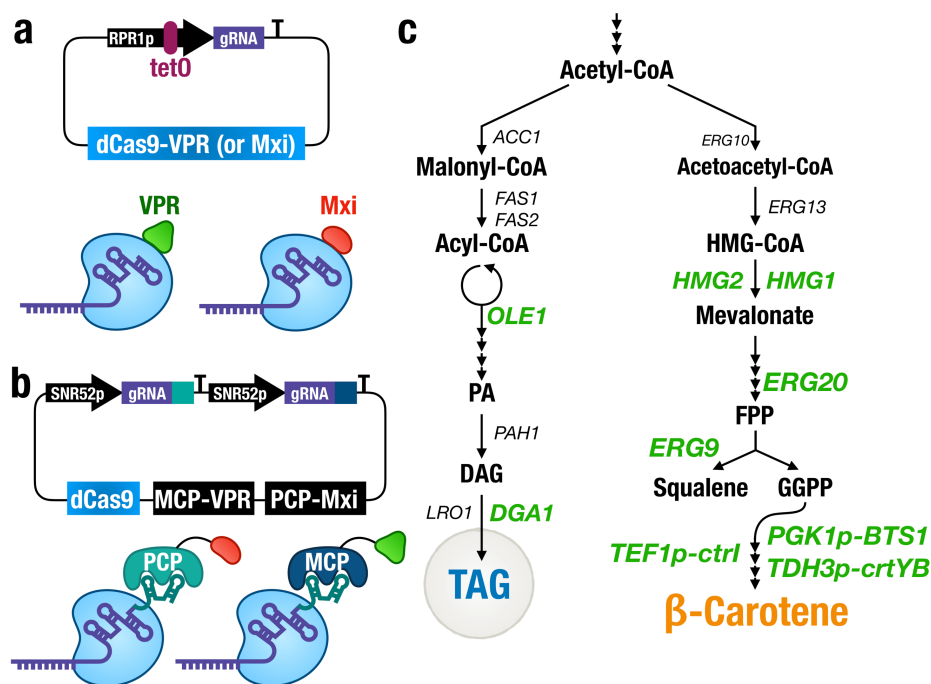 a
RPR1p
gRNA
T
tetO
dCas9-VPR (or Mxi)
VPR
Mxi
b
SNR52p
gRNA
T
SNR52p
gRNA
T
dCas9
MCP-VPR
PCP-Mxi
PCP
MCP
c
Acetyl-CoA
ACC1
Malonyl-CoA
FAS1
FAS2
Acyl-CoA
OLE1
PA
PAH1
DAG
LRO1
DGA1
TAG
ERG10
Acetoacetyl-CoA
ERG13
HMG-CoA
HMG2
HMG1
Mevalonate
ERG20
FPP
ERG9
Squalene
GGPP
TEF1p-ctrl
PGK1p-BTS1
TDH3p-crtYB
β-Carotene